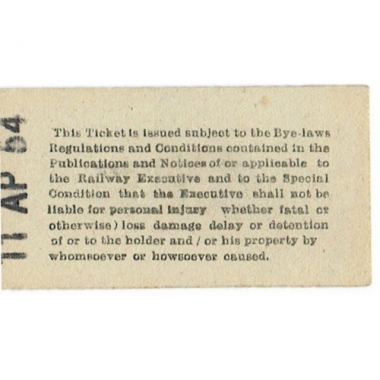 This Ticket is issued subject to the Bye-laws
Regulations and Conditions contained in the
Publications and Notices of or applicable to
the Railway Executive and to the Special
Condition that the Executive shall not be
liable for personal injury whether fatal or
otherwise) loss damage delay or detention
of or to the holder and / or his property by
whomsoever or howsoever caused.
11 AP 54